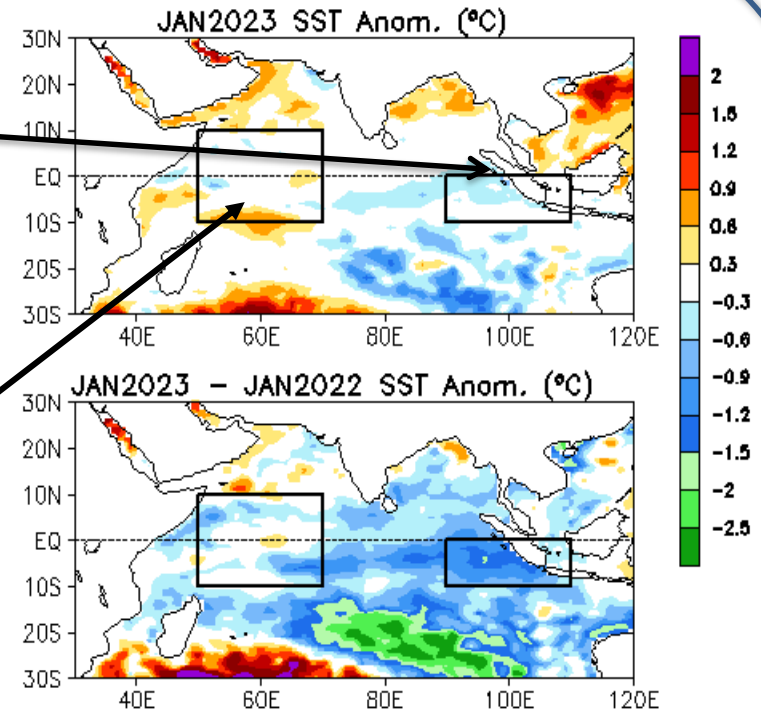 JAN2023 SST Anom. (°C)
30N
20N
10N
EQ
10S
20S
30S
40E 60E 80E 100E 120E
JAN2023 – JAN2022 SST Anom. (°C)
30N
20N
10N
EQ
10S
20S
30S
40E 60E 80E 100E 120E
2
1.5
1.2
0.9
0.6
0.3
-0.3
-0.6
-0.9
-1.2
-1.5
-2
-2.5